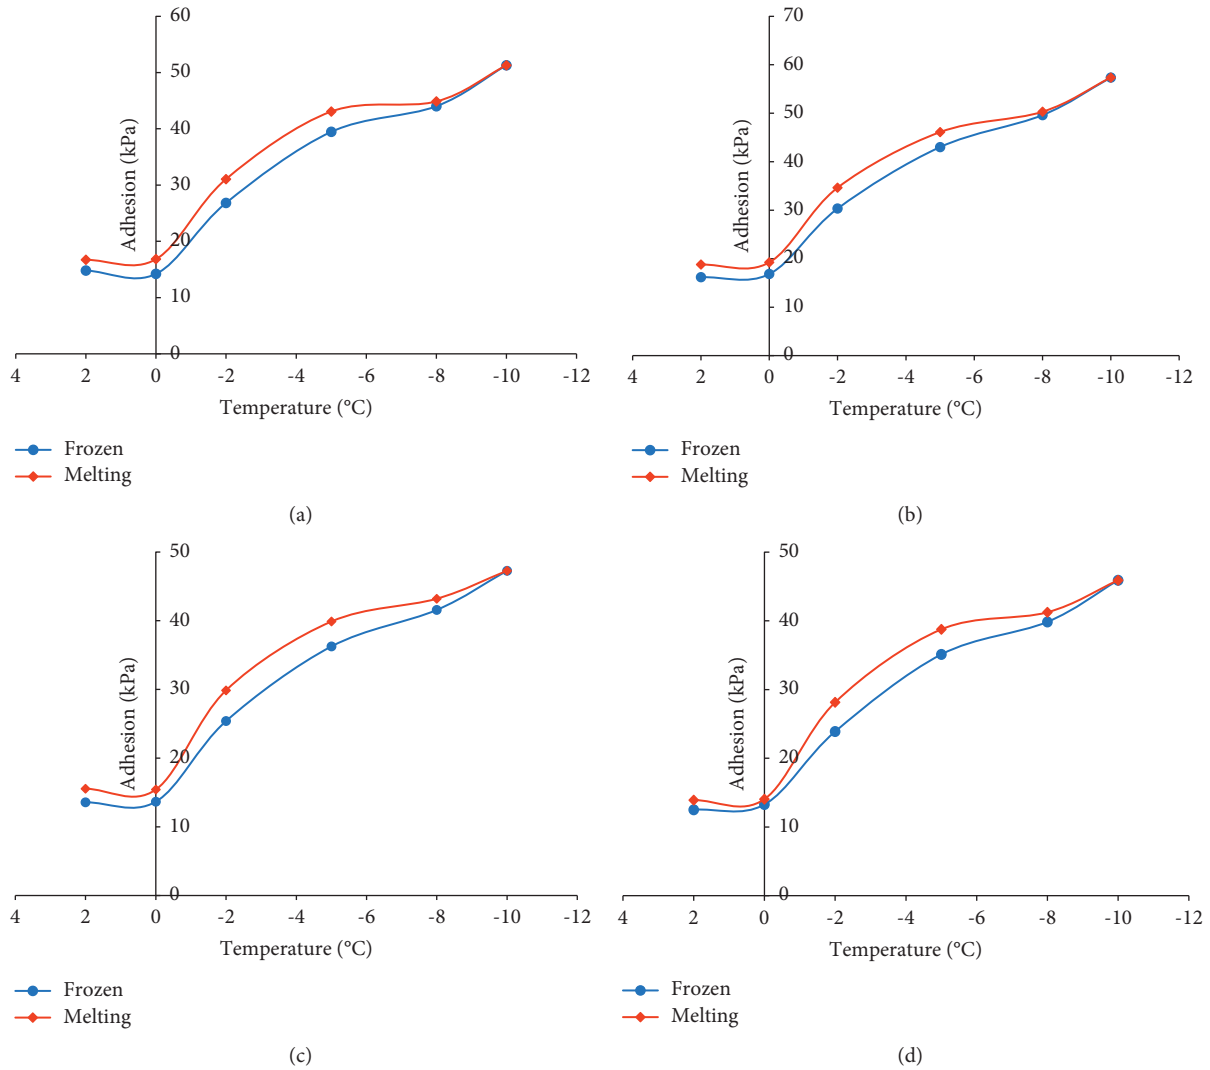 60
50
40
30
20
10
0
Adhesion (kPa)
4 2 0 -2 -4 -6 -8 -10 -12
Temperature (°C)
Frozen
Melting
(a)
70
60
50
40
30
20
10
0
Adhesion (kPa)
4 2 0 -2 -4 -6 -8 -10 -12
Temperature (°C)
Frozen
Melting
(b)
50
40
30
20
10
0
Adhesion (kPa)
4 2 0 -2 -4 -6 -8 -10 -12
Temperature (°C)
Frozen
Melting
(c)
50
40
30
20
10
0
Adhesion (kPa)
4 2 0 -2 -4 -6 -8 -10 -12
Temperature (°C)
Frozen
Melting
(d)